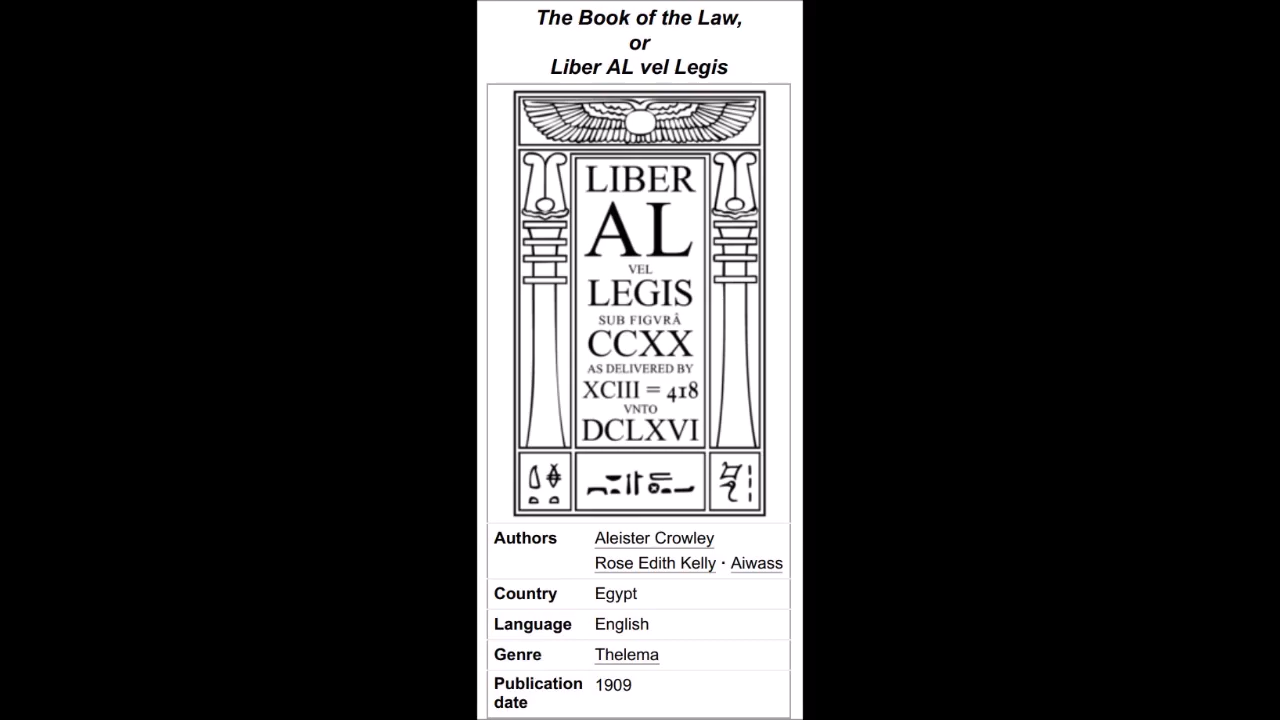 The Book of the Law,
or
Liber AL vel Legis
LIBER
AL
VEL
LEGIS
SUB FIGVRÂ
CCXX
AS DELIVERED BY
XCIII = 418
VNTO
DCLXVI
Authors Aleister Crowley
Rose Edith Kelly · Aiwass
Country Egypt
Language English
Genre Thelema
Publication 1909
date